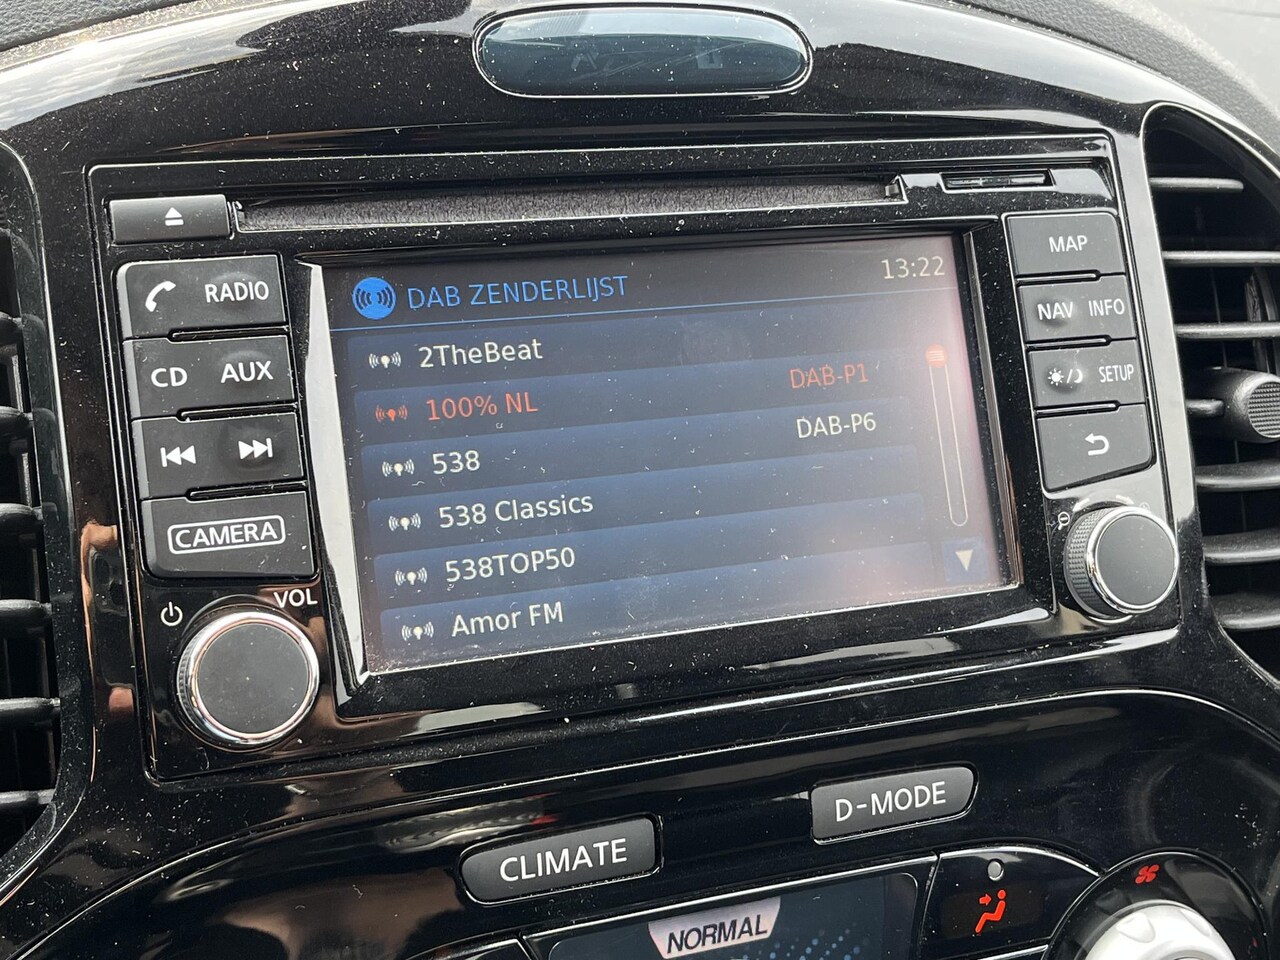 RADIO
CD AUX
CAMERA
VOL
DAB ZENDERLIJST 13:22
2TheBeat
100% NL DAB-P1
538 DAB-P6
538 Classics
538TOP50
Amor FM
MAP
NAV INFO
SETUP
CLIMATE
D-MODE
NORMAL